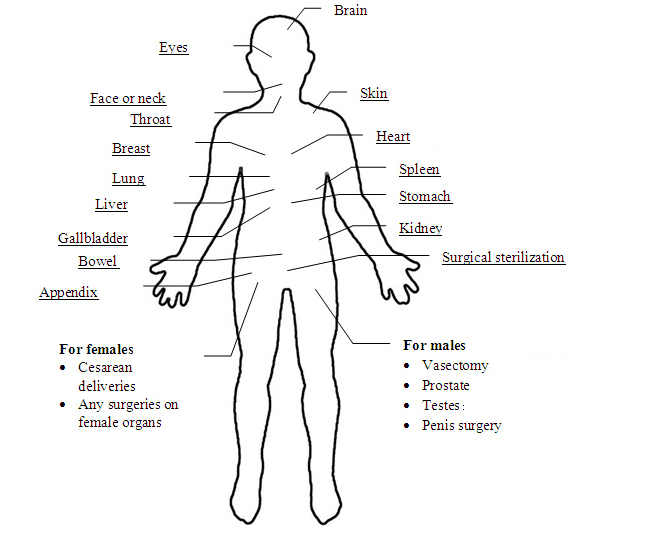 Brain
Eyes
Face or neck
Skin
Throat
Heart
Breast
Spleen
Lung
Stomach
Liver
Kidney
Gallbladder
Bowel
Surgical sterilization
Appendix
For females
• Cesarean
deliveries
• Any surgeries on
female organs
For males
• Vasectomy
• Prostate
• Testes:
• Penis surgery